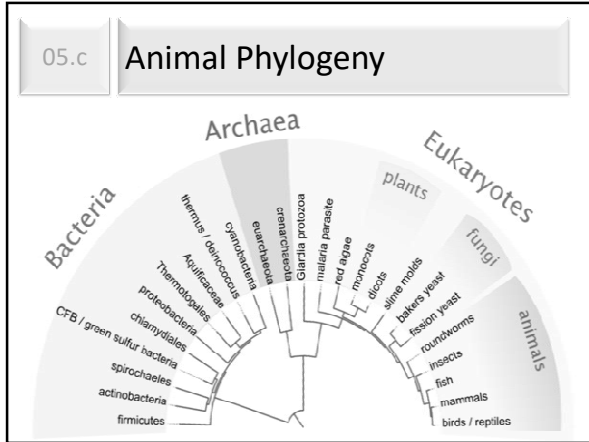 05.c
Animal Phylogeny
Bacteria
Archaea
Eukaryotes
plants
fungi
animals
firmicutes
actinobacteria
spirochaeles
CFB / green sulfur bacteria
chlamydiales
proteobacteria
Thermotogales
Aquificaceae
thermus / deinococcus
cyanobacteria
euarchaeota
crenarchaeota
Giardia protozoa
malaria parasite
red agae
monocots
dicots
slime molds
bakers yeast
fission yeast
roundworms
insects
fish
mammals
birds / reptiles